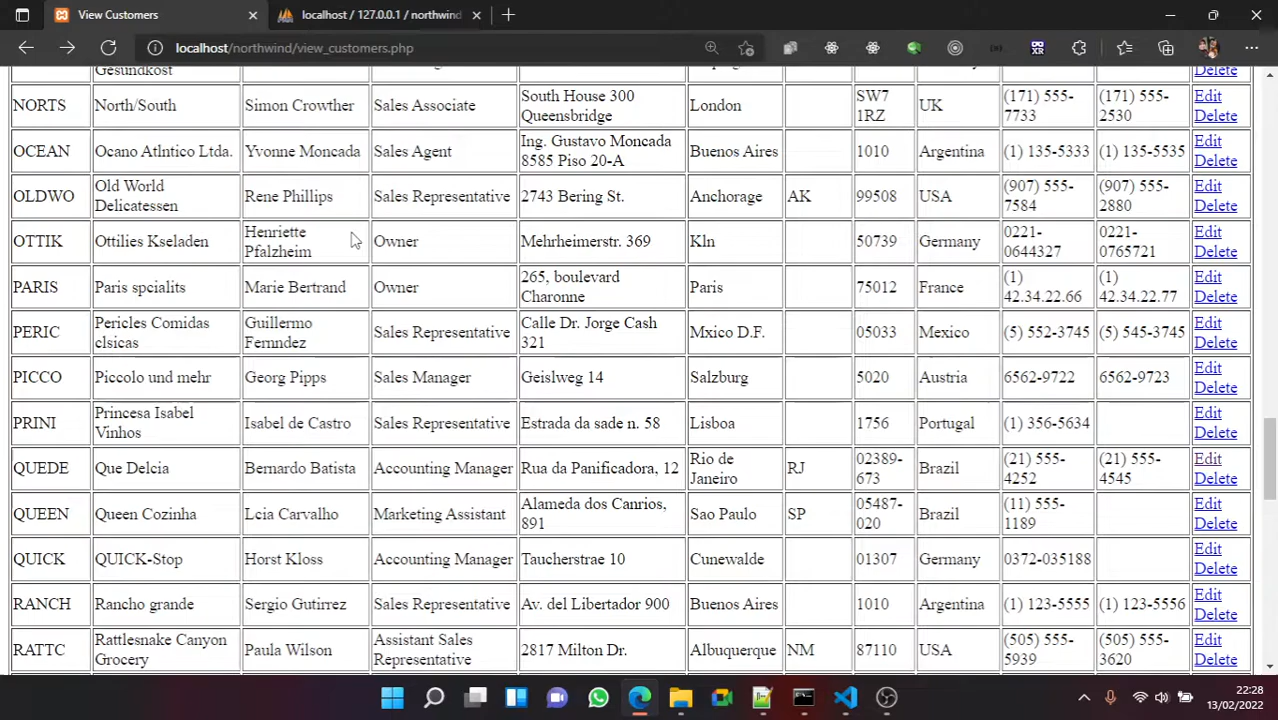 View Customers
localhost / 127.0.0.1 / northwind
localhost/northwind/view_customers.php
Gesundkost Delete
NORTS North/South Simon Crowther Sales Associate South House 300 Queensbridge London SW7 1RZ UK (171) 555-7733 (171) 555-2530 Edit Delete
OCEAN Ocano Atlntico Ltda. Yvonne Moncada Sales Agent Ing. Gustavo Moncada 8585 Piso 20-A Buenos Aires 1010 Argentina (1) 135-5333 (1) 135-5535 Edit Delete
OLDWO Old World Delicatessen Rene Phillips Sales Representative 2743 Bering St. Anchorage AK 99508 USA (907) 555-7584 (907) 555-2880 Edit Delete
OTTIK Ottilies Kseladen Henriette Pfalzheim Owner Mehrheimerstr. 369 Kln 50739 Germany 0221-0644327 0221-0765721 Edit Delete
PARIS Paris spcialits Marie Bertrand Owner 265, boulevard Charonne Paris 75012 France (1) 42.34.22.66 (1) 42.34.22.77 Edit Delete
PERIC Pericles Comidas clsicas Guillermo Fernndez Sales Representative Calle Dr. Jorge Cash 321 Mxico D.F. 05033 Mexico (5) 552-3745 (5) 545-3745 Edit Delete
PICCO Piccolo und mehr Georg Pipps Sales Manager Geislweg 14 Salzburg 5020 Austria 6562-9722 6562-9723 Edit Delete
PRINI Princesa Isabel Vinhos Isabel de Castro Sales Representative Estrada da sade n. 58 Lisboa 1756 Portugal (1) 356-5634 Edit Delete
QUEDE Que Delcia Bernardo Batista Accounting Manager Rua da Panificadora, 12 Rio de Janeiro RJ 02389-673 Brazil (21) 555-4252 (21) 555-4545 Edit Delete
QUEEN Queen Cozinha Lcia Carvalho Marketing Assistant Alameda dos Canrios, 891 Sao Paulo SP 05487-020 Brazil (11) 555-1189 Edit Delete
QUICK QUICK-Stop Horst Kloss Accounting Manager Taucherstrae 10 Cunewalde 01307 Germany 0372-035188 Edit Delete
RANCH Rancho grande Sergio Gutirrez Sales Representative Av. del Libertador 900 Buenos Aires 1010 Argentina (1) 123-5555 (1) 123-5556 Edit Delete
RATTC Rattlesnake Canyon Grocery Paula Wilson Assistant Sales Representative 2817 Milton Dr. Albuquerque NM 87110 USA (505) 555-5939 (505) 555-3620 Edit Delete
22:28
13/02/2022